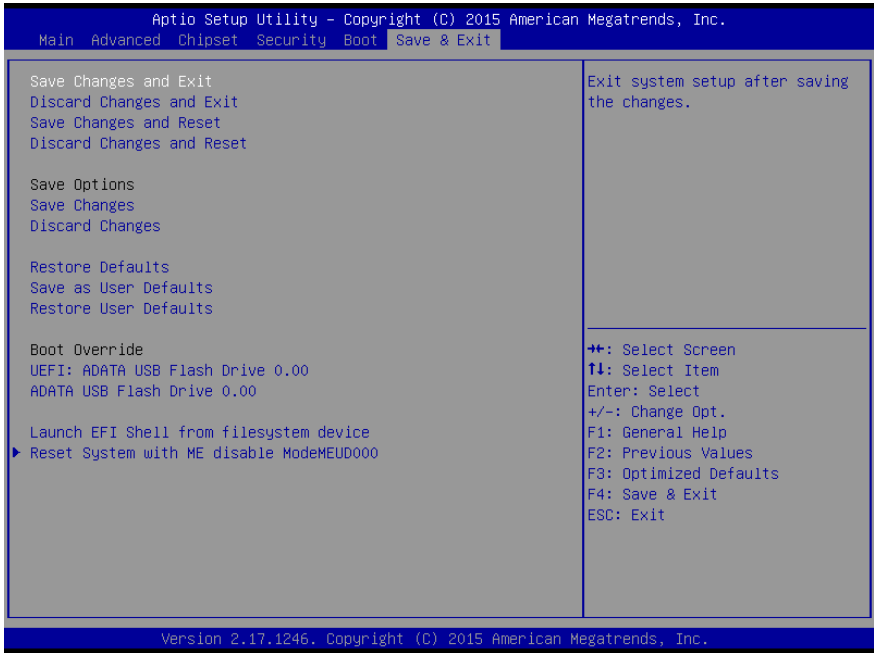 Aptio Setup Utility – Copyright (C) 2015 American Megatrends, Inc.
Main Advanced Chipset Security Boot Save & Exit
Save Changes and Exit
Discard Changes and Exit
Save Changes and Reset
Discard Changes and Reset
Save Options
Save Changes
Discard Changes
Restore Defaults
Save as User Defaults
Restore User Defaults
Boot Override
UEFI: ADATA USB Flash Drive 0.00
ADATA USB Flash Drive 0.00
Launch EFI Shell from filesystem device
Reset System with ME disable ModeMEUD000
Exit system setup after saving
the changes.
→←: Select Screen
↑↓: Select Item
Enter: Select
+/-: Change Opt.
F1: General Help
F2: Previous Values
F3: Optimized Defaults
F4: Save & Exit
ESC: Exit
Version 2.17.1246. Copyright (C) 2015 American Megatrends, Inc.